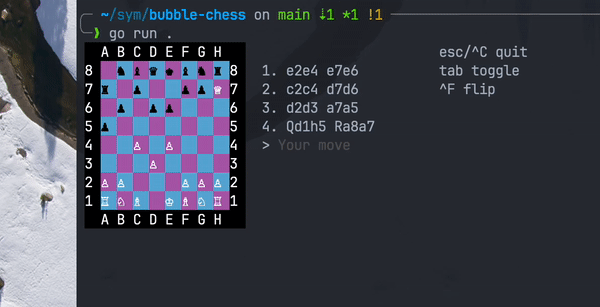 ~/sym/bubble-chess on main ⇣1 *1 !1
❯ go run .
A B C D E F G H
8 8
7 7
6 6
5 5
4 4
3 3
2 2
1 1
A B C D E F G H
1. e2e4 e7e6
2. c2c4 d7d6
3. d2d3 a7a5
4. Qd1h5 Ra8a7
> Your move
esc/^C quit
tab toggle
^F flip